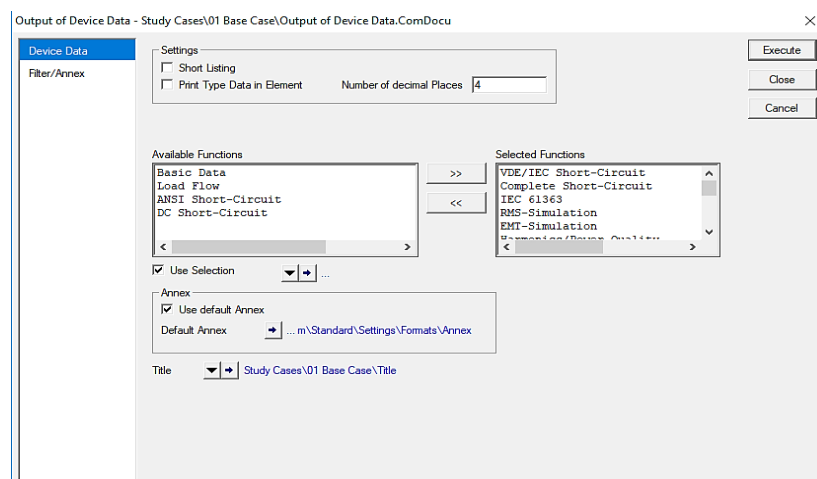 Output of Device Data - Study Cases\01 Base Case\Output of Device Data.ComDocu
Device Data
Filter/Annex
Settings
Short Listing
Print Type Data in Element
Number of decimal Places
4
Execute
Close
Cancel
Available Functions
Basic Data
Load Flow
ANSI Short-Circuit
DC Short-Circuit
>>
<<
Selected Functions
VDE/IEC Short-Circuit
Complete Short-Circuit
IEC 61363
RMS-Simulation
EMT-Simulation
Harmonics/Power Quality
Use Selection
...
Annex
Use default Annex
Default Annex
... m\Standard\Settings\Formats\Annex
Title
Study Cases\01 Base Case\Title